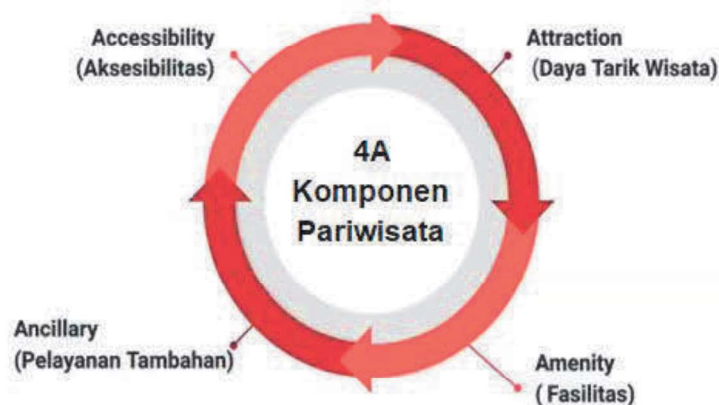 Accessibility
(Aksesibilitas)
Attraction
(Daya Tarik Wisata)
4A
Komponen
Pariwisata
Ancillary
(Pelayanan Tambahan)
Amenity
( Fasilitas)